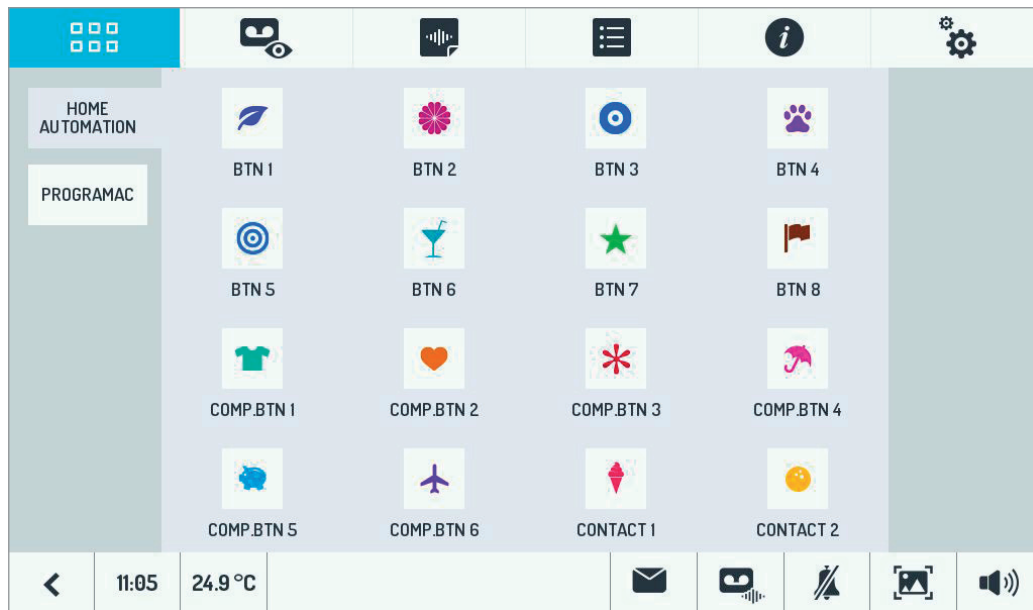 HOME
AUTOMATION
PROGRAMAC
BTN 1
BTN 2
BTN 3
BTN 4
BTN 5
BTN 6
BTN 7
BTN 8
COMP.BTN 1
COMP.BTN 2
COMP.BTN 3
COMP.BTN 4
COMP.BTN 5
COMP.BTN 6
CONTACT 1
CONTACT 2
11:05
24.9 °C